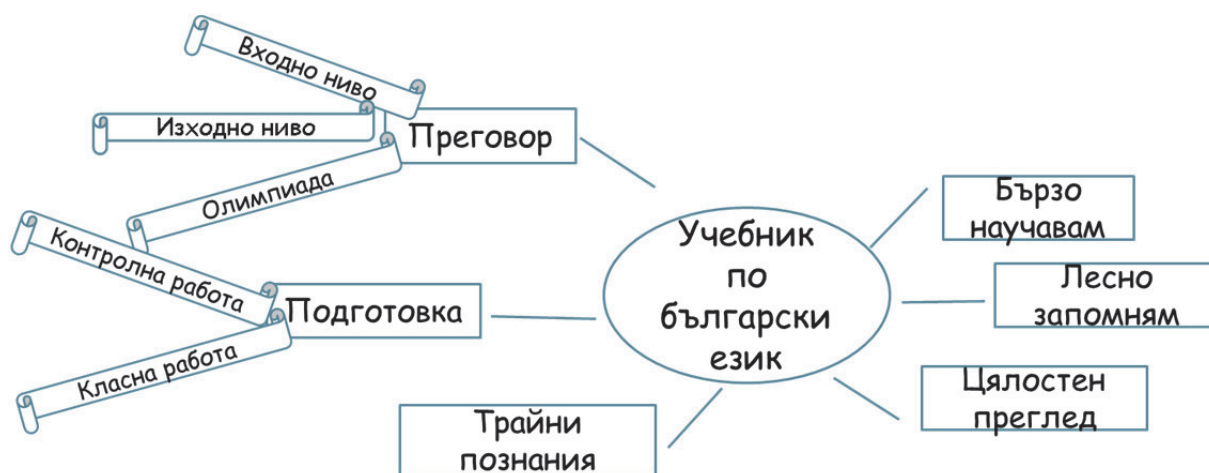 Входно ниво
Изходно ниво
Преговор
Олимпиада
Контролна работа
Подготовка
Класна работа
Учебник
по
български
език
Бързо
научавам
Лесно
запомням
Цялостен
преглед
Трайни
познания